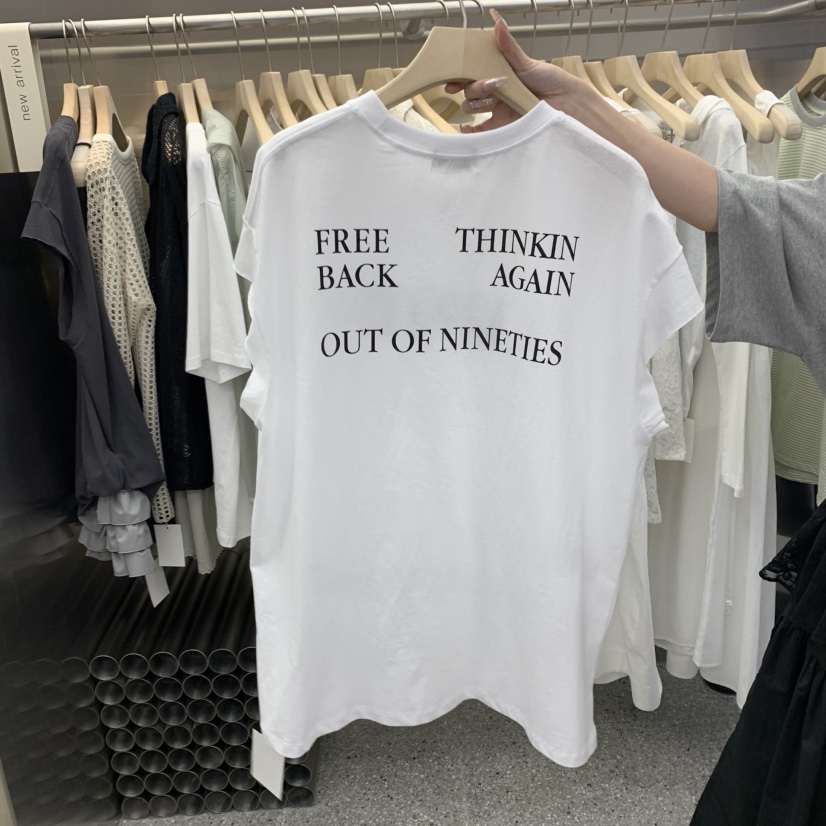 new arrival
FREE THINKIN
BACK AGAIN
OUT OF NINETIES